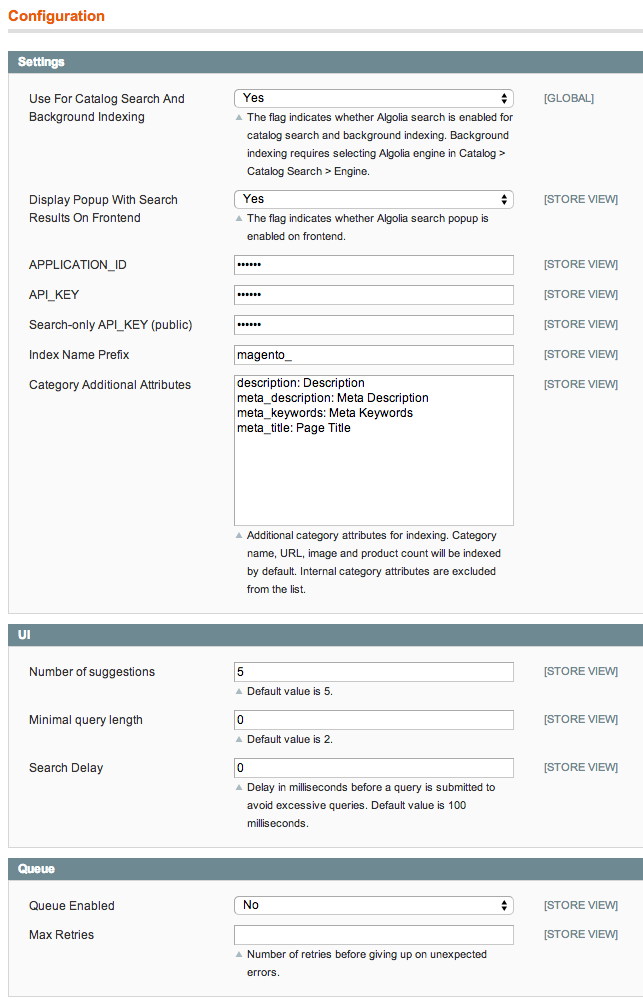 Configuration
Settings
Use For Catalog Search And
Background Indexing
Yes
[GLOBAL]
The flag indicates whether Algolia search is enabled for
catalog search and background indexing. Background
indexing requires selecting Algolia engine in Catalog >
Catalog Search > Engine.
Display Popup With Search
Results On Frontend
Yes
[STORE VIEW]
The flag indicates whether Algolia search popup is
enabled on frontend.
APPLICATION_ID
••••••
[STORE VIEW]
API_KEY
••••••
[STORE VIEW]
Search-only API_KEY (public)
••••••
[STORE VIEW]
Index Name Prefix
magento_
[STORE VIEW]
Category Additional Attributes
description: Description
meta_description: Meta Description
meta_keywords: Meta Keywords
meta_title: Page Title
[STORE VIEW]
Additional category attributes for indexing. Category
name, URL, image and product count will be indexed
by default. Internal category attributes are excluded
from the list.
UI
Number of suggestions
5
[STORE VIEW]
Default value is 5.
Minimal query length
0
[STORE VIEW]
Default value is 2.
Search Delay
0
[STORE VIEW]
Delay in milliseconds before a query is submitted to
avoid excessive queries. Default value is 100
milliseconds.
Queue
Queue Enabled
No
[STORE VIEW]
Max Retries
[STORE VIEW]
Number of retries before giving up on unexpected
errors.